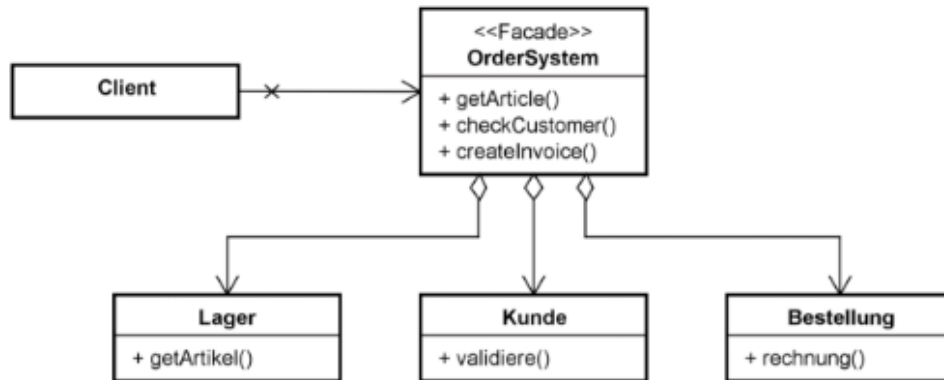 <<Facade>>
OrderSystem
Client
+ getArticle()
+ checkCustomer()
+ createInvoice()
Lager
+ getArtikel()
Kunde
+ validiere()
Bestellung
+ rechnung()